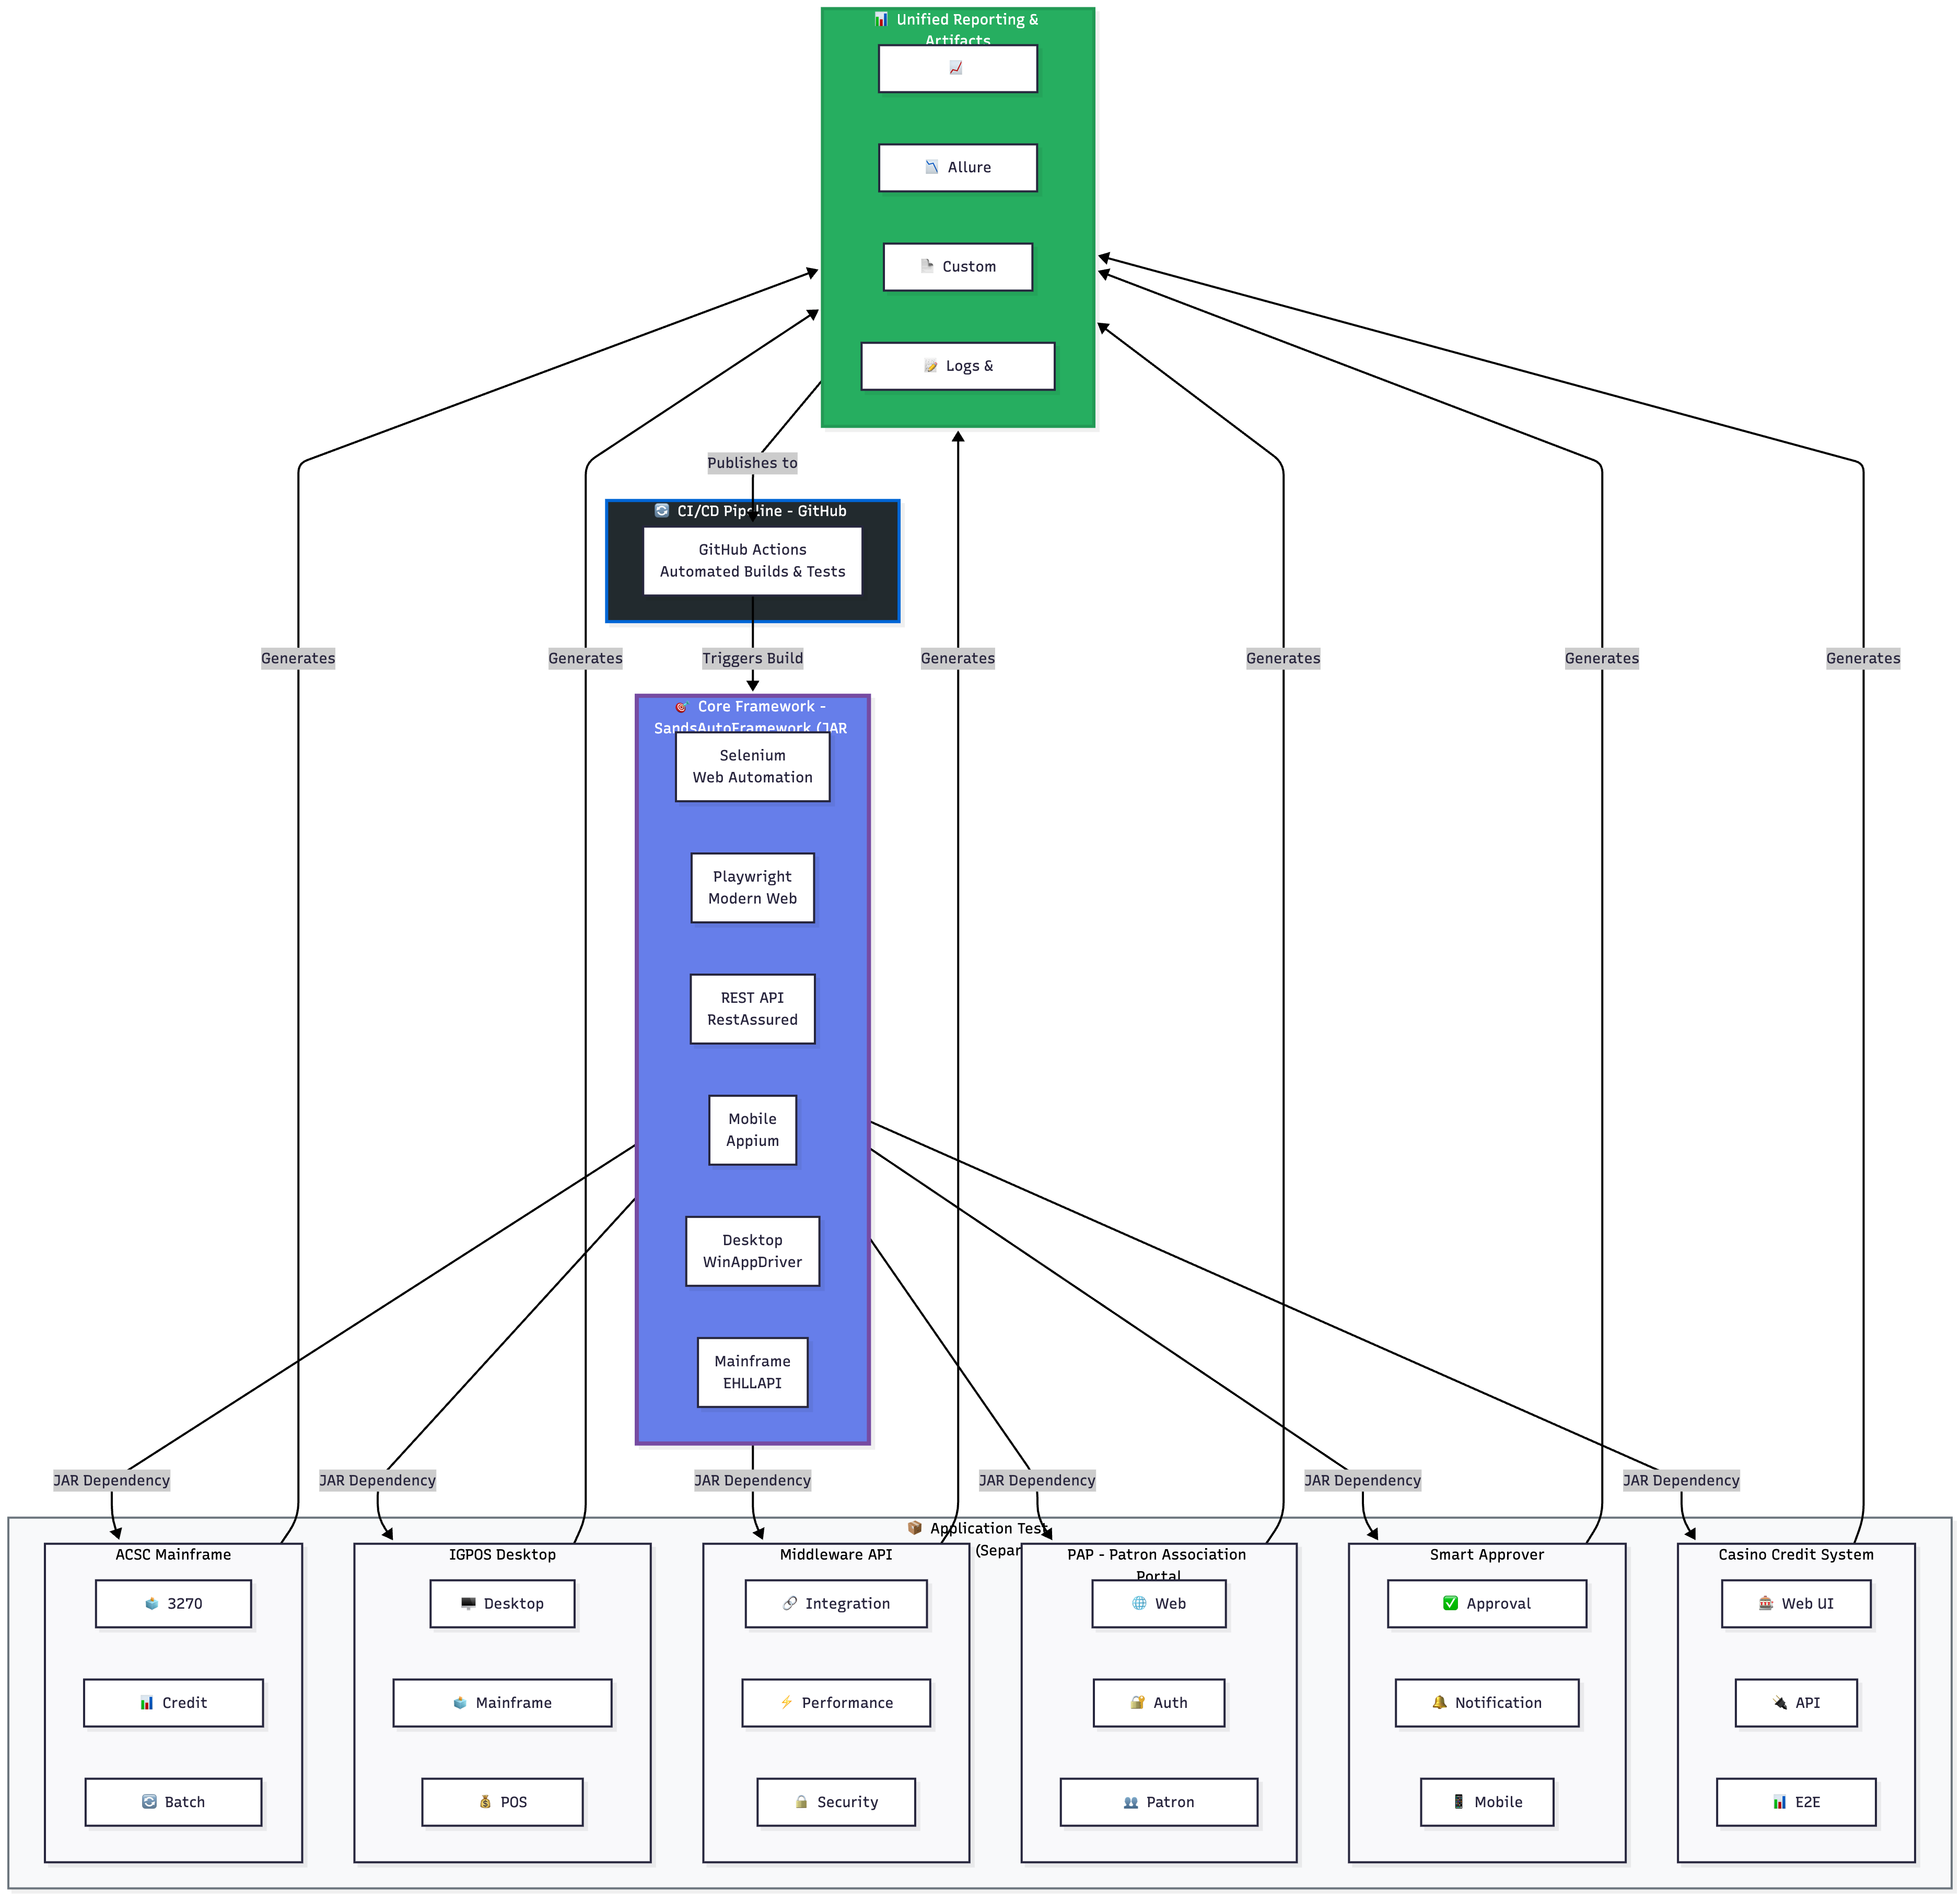 Unified Reporting &
Artifacts
Allure
Custom
Logs &
Publishes to
CI/CD Pipeline - GitHub
GitHub Actions
Automated Builds & Tests
Generates
Generates
Triggers Build
Generates
Generates
Generates
Generates
Core Framework -
SandsAutoFramework (JAR
Selenium
Web Automation
Playwright
Modern Web
REST API
RestAssured
Mobile
Appium
Desktop
WinAppDriver
Mainframe
EHLLAPI
JAR Dependency
JAR Dependency
JAR Dependency
JAR Dependency
JAR Dependency
JAR Dependency
Application Test
(Separ
ACSC Mainframe
3270
Credit
Batch
IGPOS Desktop
Desktop
Mainframe
POS
Middleware API
Integration
Performance
Security
PAP - Patron Association
Portal
Web
Auth
Patron
Smart Approver
Approval
Notification
Mobile
Casino Credit System
Web UI
API
E2E